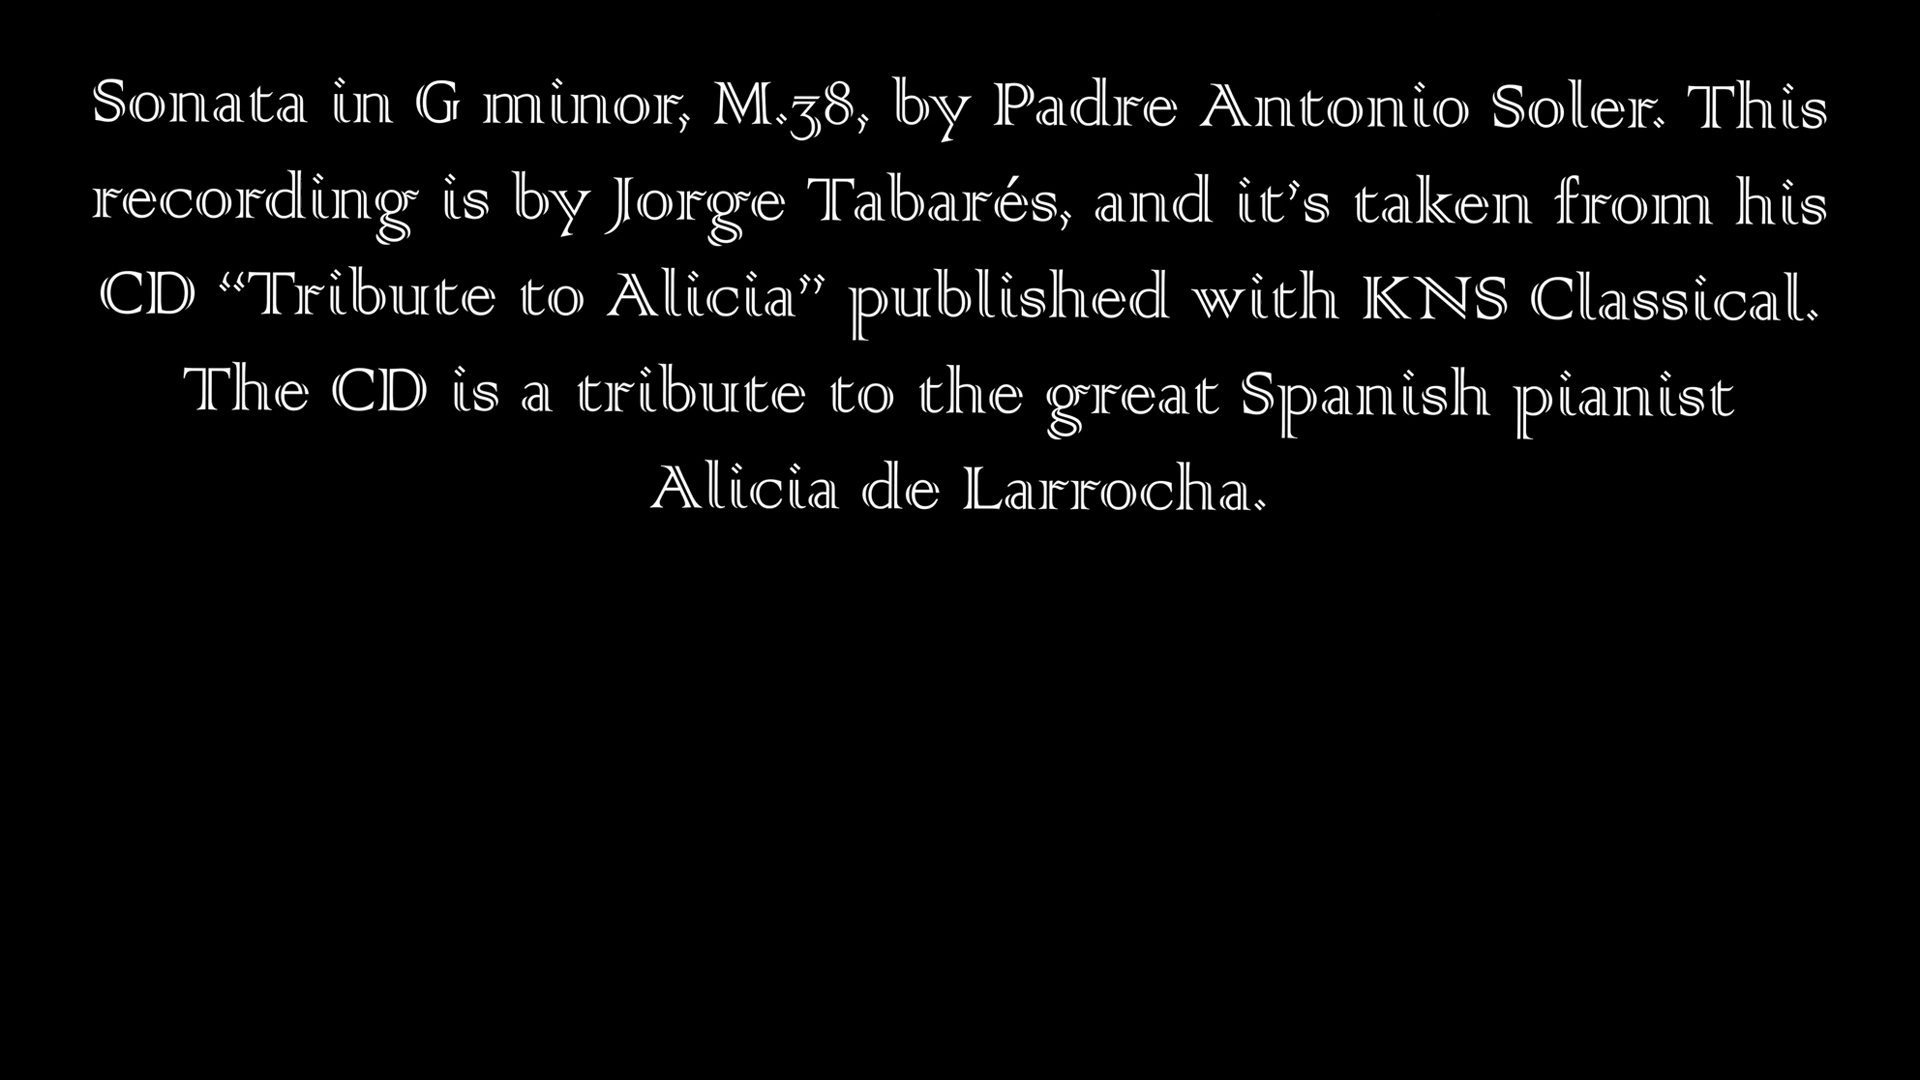 Sonata in G minor, M.38, by Padre Antonio Soler. This
recording is by Jorge Tabarés, and it’s taken from his
CD “Tribute to Alicia” published with KNS Classical.
The CD is a tribute to the great Spanish pianist
Alicia de Larrocha.